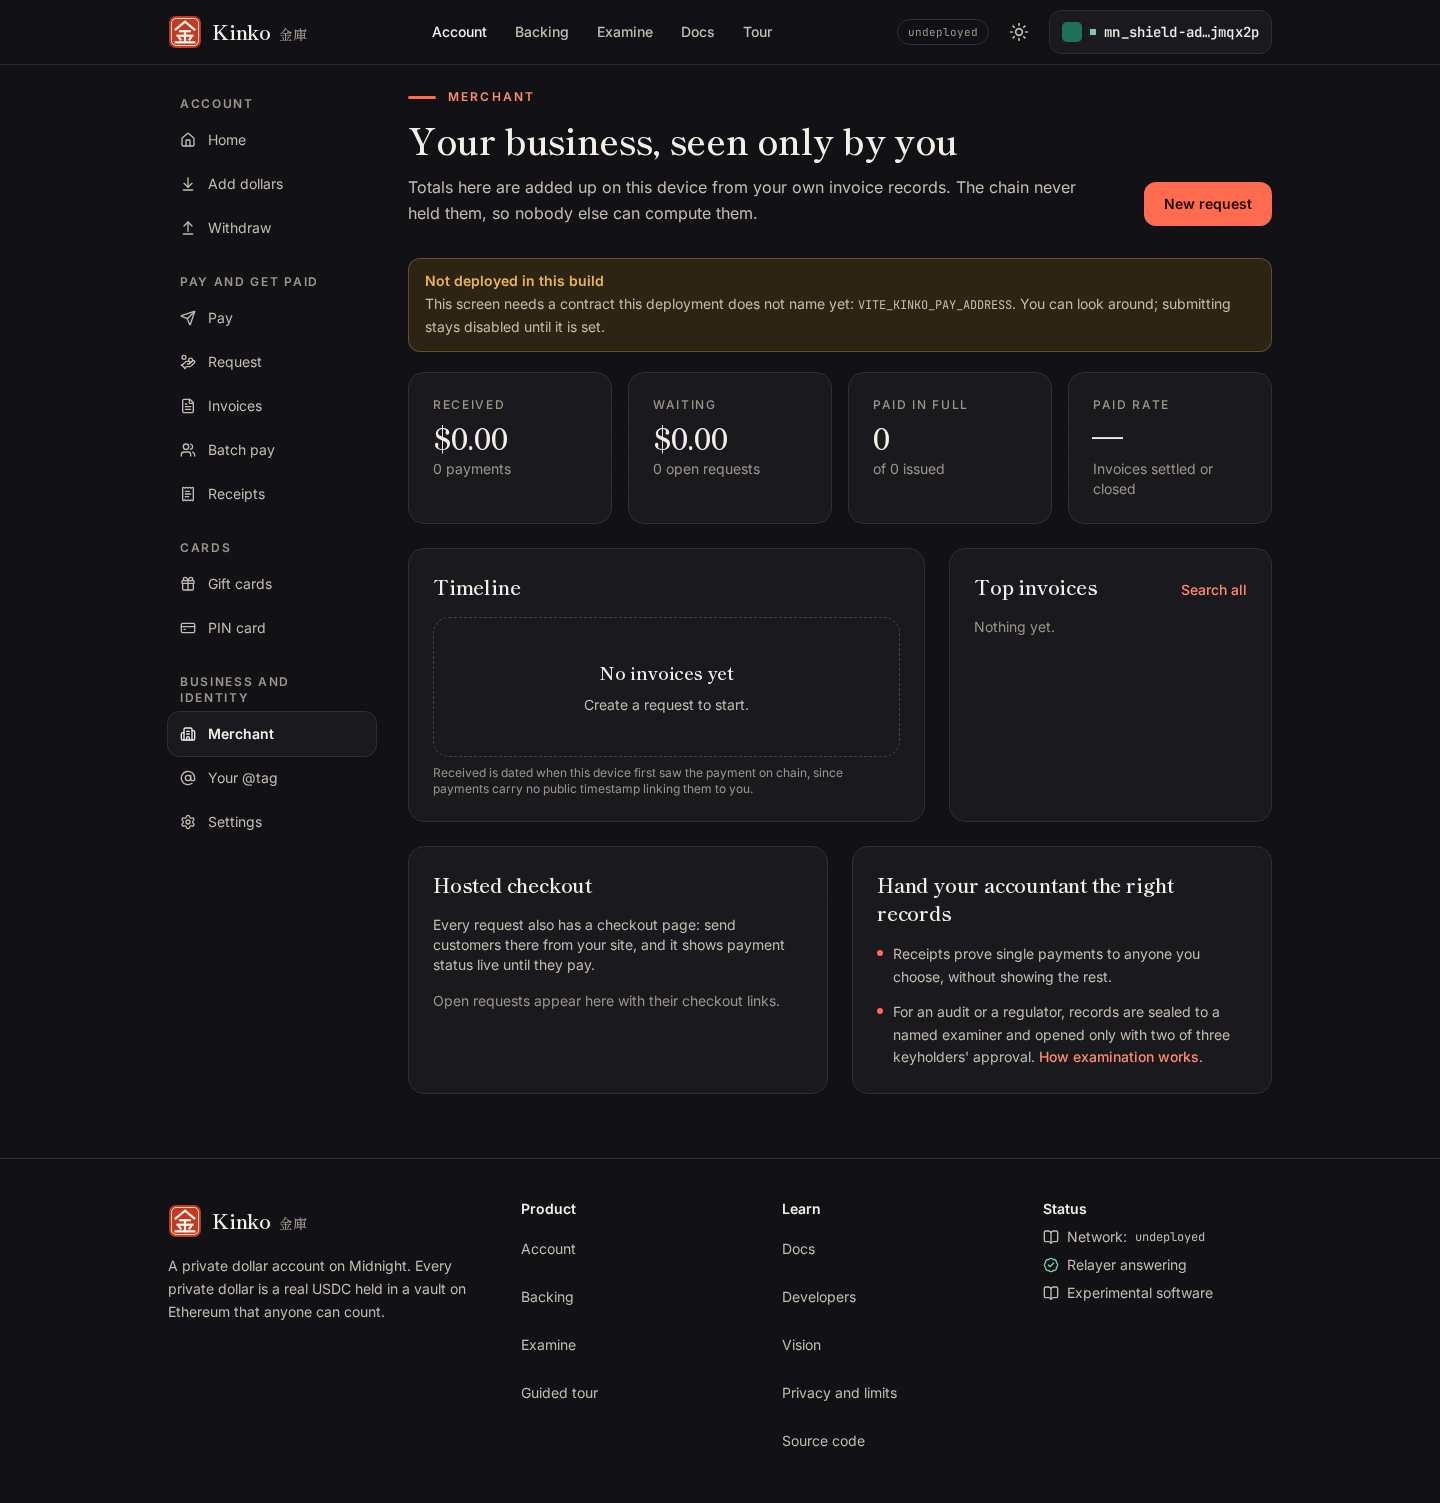 金 Kinko 金庫
Account Backing Examine Docs Tour
undeployed
mn_shield-ad…jmqx2p
ACCOUNT
Home
Add dollars
Withdraw
PAY AND GET PAID
Pay
Request
Invoices
Batch pay
Receipts
CARDS
Gift cards
PIN card
BUSINESS AND
IDENTITY
Merchant
Your @tag
Settings
MERCHANT
Your business, seen only by you
Totals here are added up on this device from your own invoice records. The chain never
held them, so nobody else can compute them.
New request
Not deployed in this build
This screen needs a contract this deployment does not name yet: VITE_KINKO_PAY_ADDRESS. You can look around; submitting
stays disabled until it is set.
RECEIVED
$0.00
0 payments
WAITING
$0.00
0 open requests
PAID IN FULL
0
of 0 issued
PAID RATE
—
Invoices settled or
closed
Timeline
No invoices yet
Create a request to start.
Received is dated when this device first saw the payment on chain, since
payments carry no public timestamp linking them to you.
Top invoices
Search all
Nothing yet.
Hosted checkout
Every request also has a checkout page: send
customers there from your site, and it shows payment
status live until they pay.
Open requests appear here with their checkout links.
Hand your accountant the right
records
Receipts prove single payments to anyone you
choose, without showing the rest.
For an audit or a regulator, records are sealed to a
named examiner and opened only with two of three
keyholders' approval. How examination works.
金 Kinko 金庫
A private dollar account on Midnight. Every
private dollar is a real USDC held in a vault on
Ethereum that anyone can count.
Product
Account
Backing
Examine
Guided tour
Learn
Docs
Developers
Vision
Privacy and limits
Source code
Status
Network: undeployed
Relayer answering
Experimental software